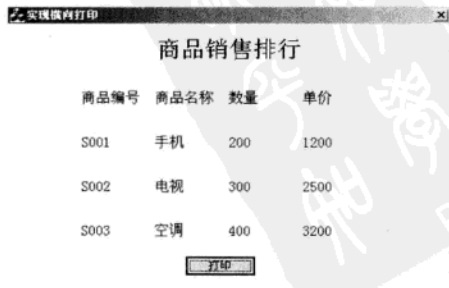 实现横向打印
商品销售排行
商品编号 商品名称 数量 单价
S001 手机 200 1200
S002 电视 300 2500
S003 空调 400 3200
打印